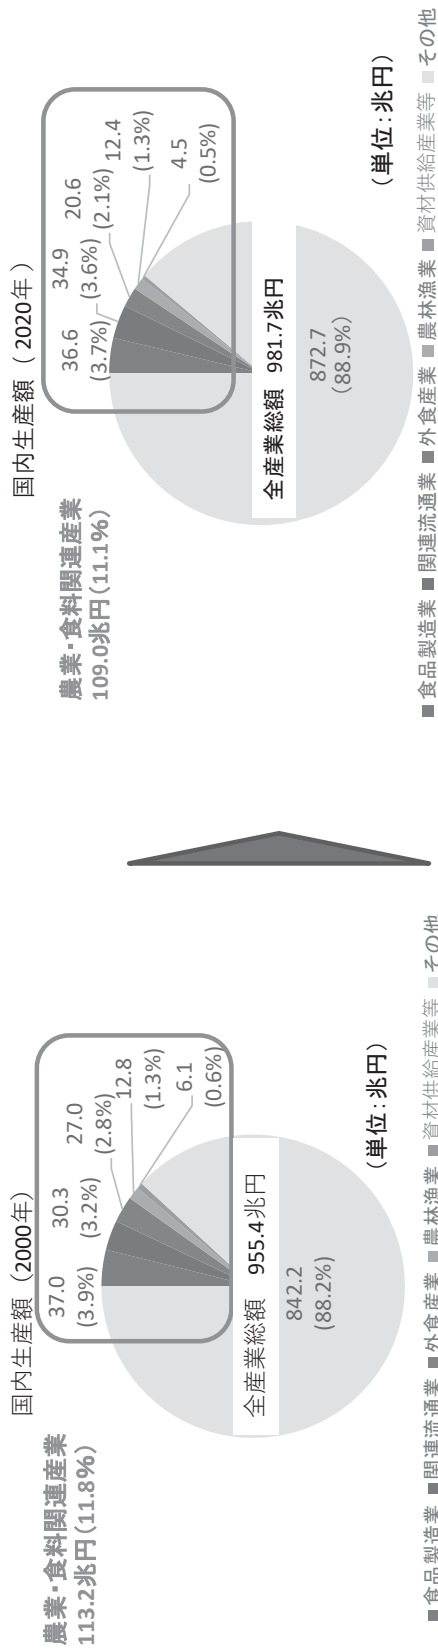 国内生産額（2000年）
農業・食料関連産業
113.2兆円(11.8%)
37.0
(3.9%)
30.3
(3.2%)
27.0
(2.8%)
12.8
(1.3%)
6.1
(0.6%)
全産業総額 955.4兆円
842.2
(88.2%)
(単位:兆円)
■食品製造業 ■関連流通業 ■外食産業 ■農林漁業 ■資材供給産業等 ■その他
国内生産額（2020年）
農業・食料関連産業
109.0兆円(11.1%)
36.6
(3.7%)
34.9
(3.6%)
20.6
(2.1%)
12.4
(1.3%)
4.5
(0.5%)
全産業総額 981.7兆円
872.7
(88.9%)
(単位:兆円)
■食品製造業 ■関連流通業 ■外食産業 ■農林漁業 ■資材供給産業等 ■その他